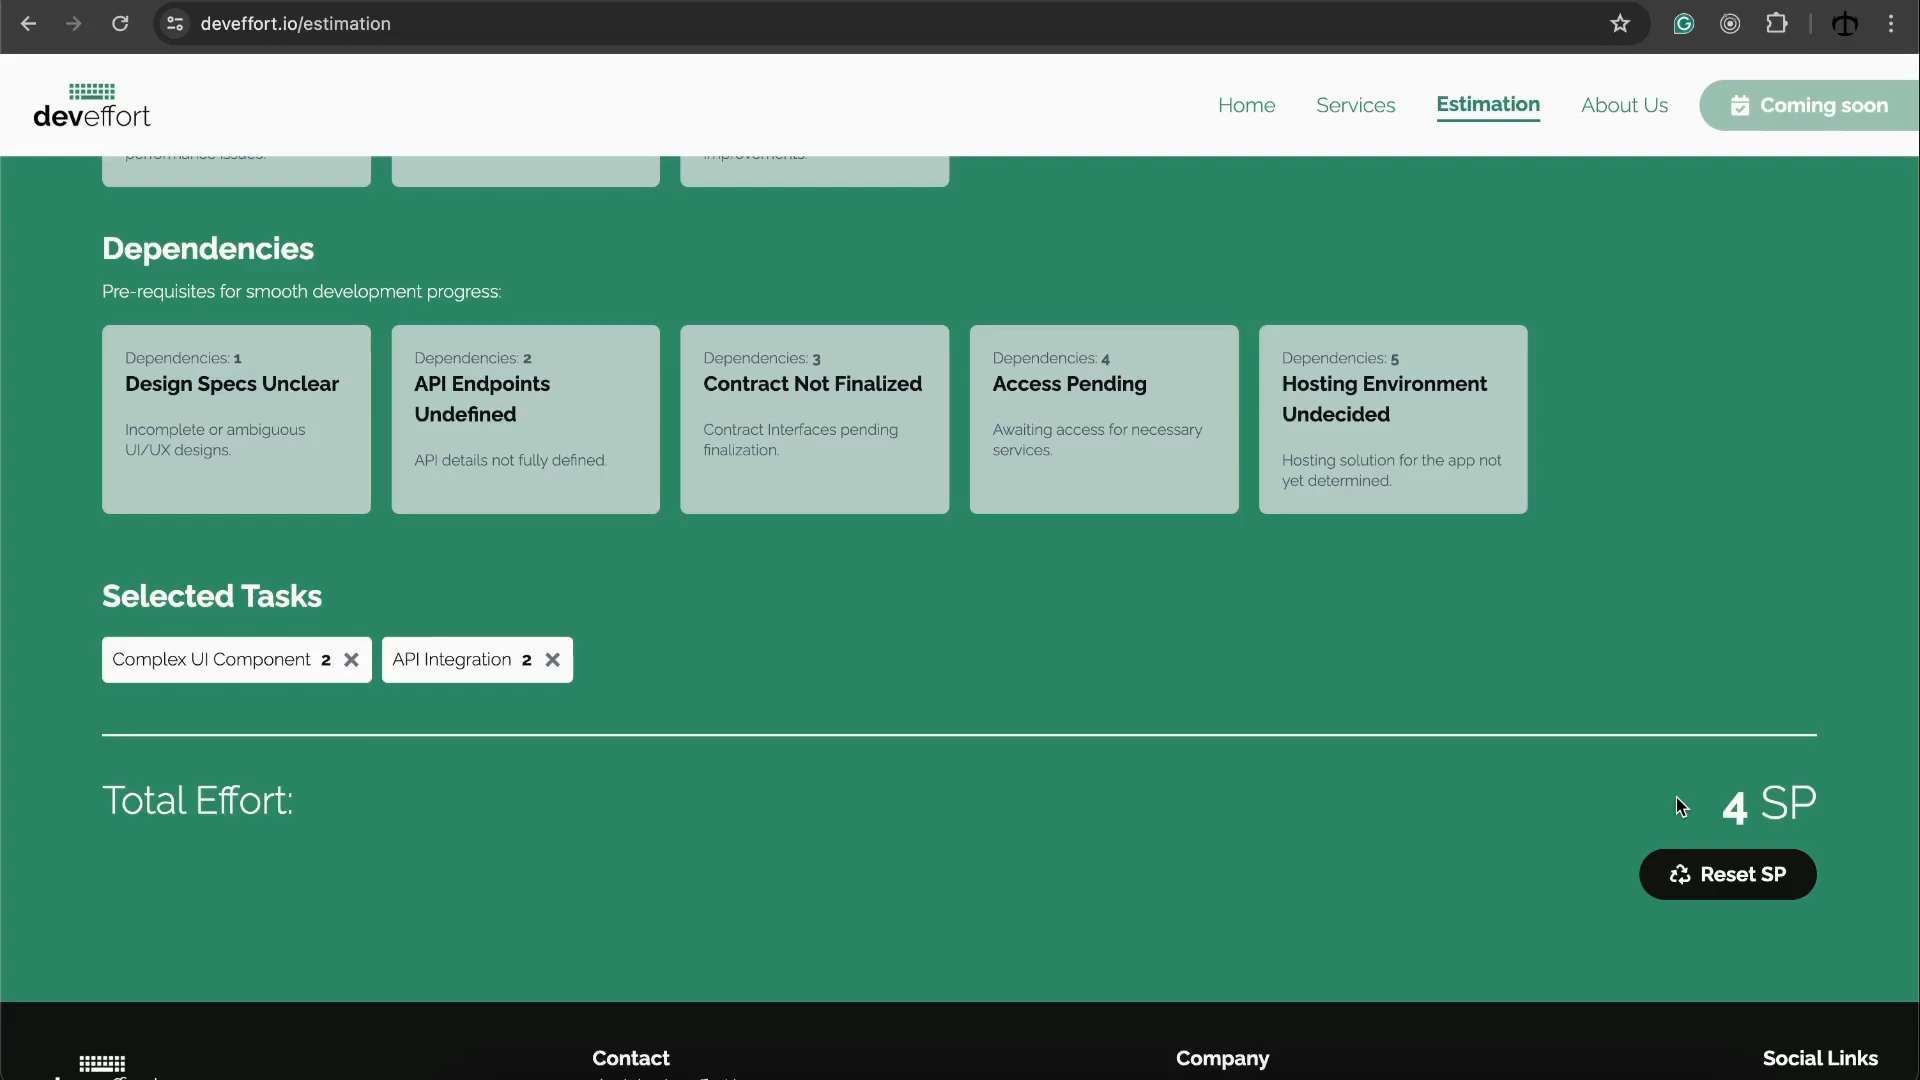 deveffort.io/estimation
deveffort
Home
Services
Estimation
About Us
Coming soon
performance issues.
improvements.
Dependencies
Pre-requisites for smooth development progress:
Dependencies: 1
Design Specs Unclear
Incomplete or ambiguous
UI/UX designs.
Dependencies: 2
API Endpoints
Undefined
API details not fully defined.
Dependencies: 3
Contract Not Finalized
Contract Interfaces pending
finalization.
Dependencies: 4
Access Pending
Awaiting access for necessary
services.
Dependencies: 5
Hosting Environment
Undecided
Hosting solution for the app not
yet determined.
Selected Tasks
Complex UI Component 2
API Integration 2
Total Effort:
4 SP
Reset SP
Contact
Company
Social Links